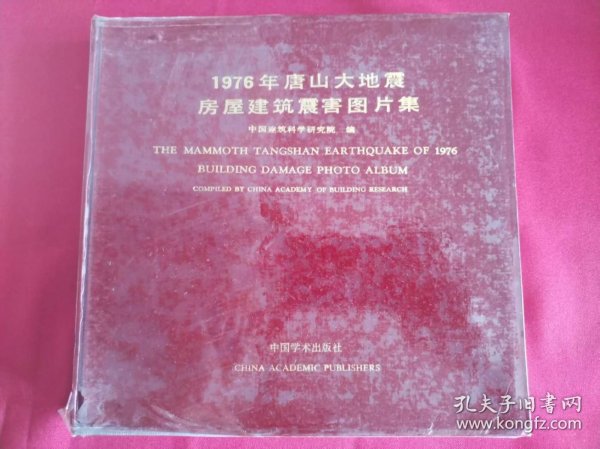 1976年唐山大地震
房屋建筑震害图片集
中国建筑科学研究院 编
THE MAMMOTH TANGSHAN EARTHQUAKE OF 1976
BUILDING DAMAGE PHOTO ALBUM
COMPILED BY CHINA ACADEMY OF BUILDING RESEARCH
中国学术出版社
CHINA ACADEMIC PUBLISHERS
孔夫子旧书网
www.kongfz.com